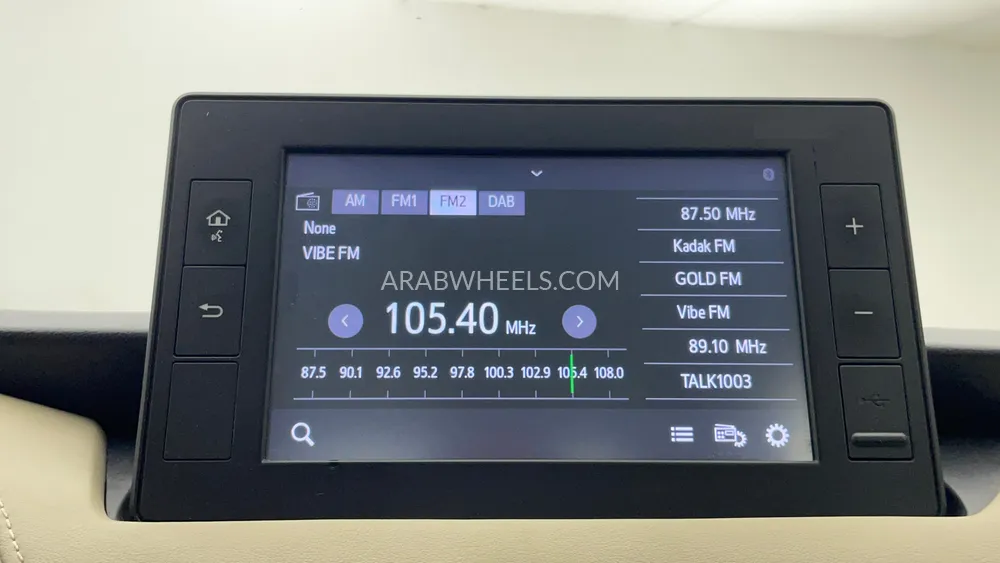 AM FM1 FM2 DAB
None
VIBE FM
ARABWHEELS.COM
105.40 MHz
87.5 90.1 92.6 95.2 97.8 100.3 102.9 105.4 108.0
87.50 MHz
Kadak FM
GOLD FM
Vibe FM
89.10 MHz
TALK1003